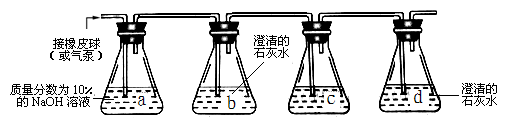 接橡皮球
(或气泵)
质量分数为10%
的NaOH溶液
a
澄清的
石灰水
b
c
d
澄清的
石灰水